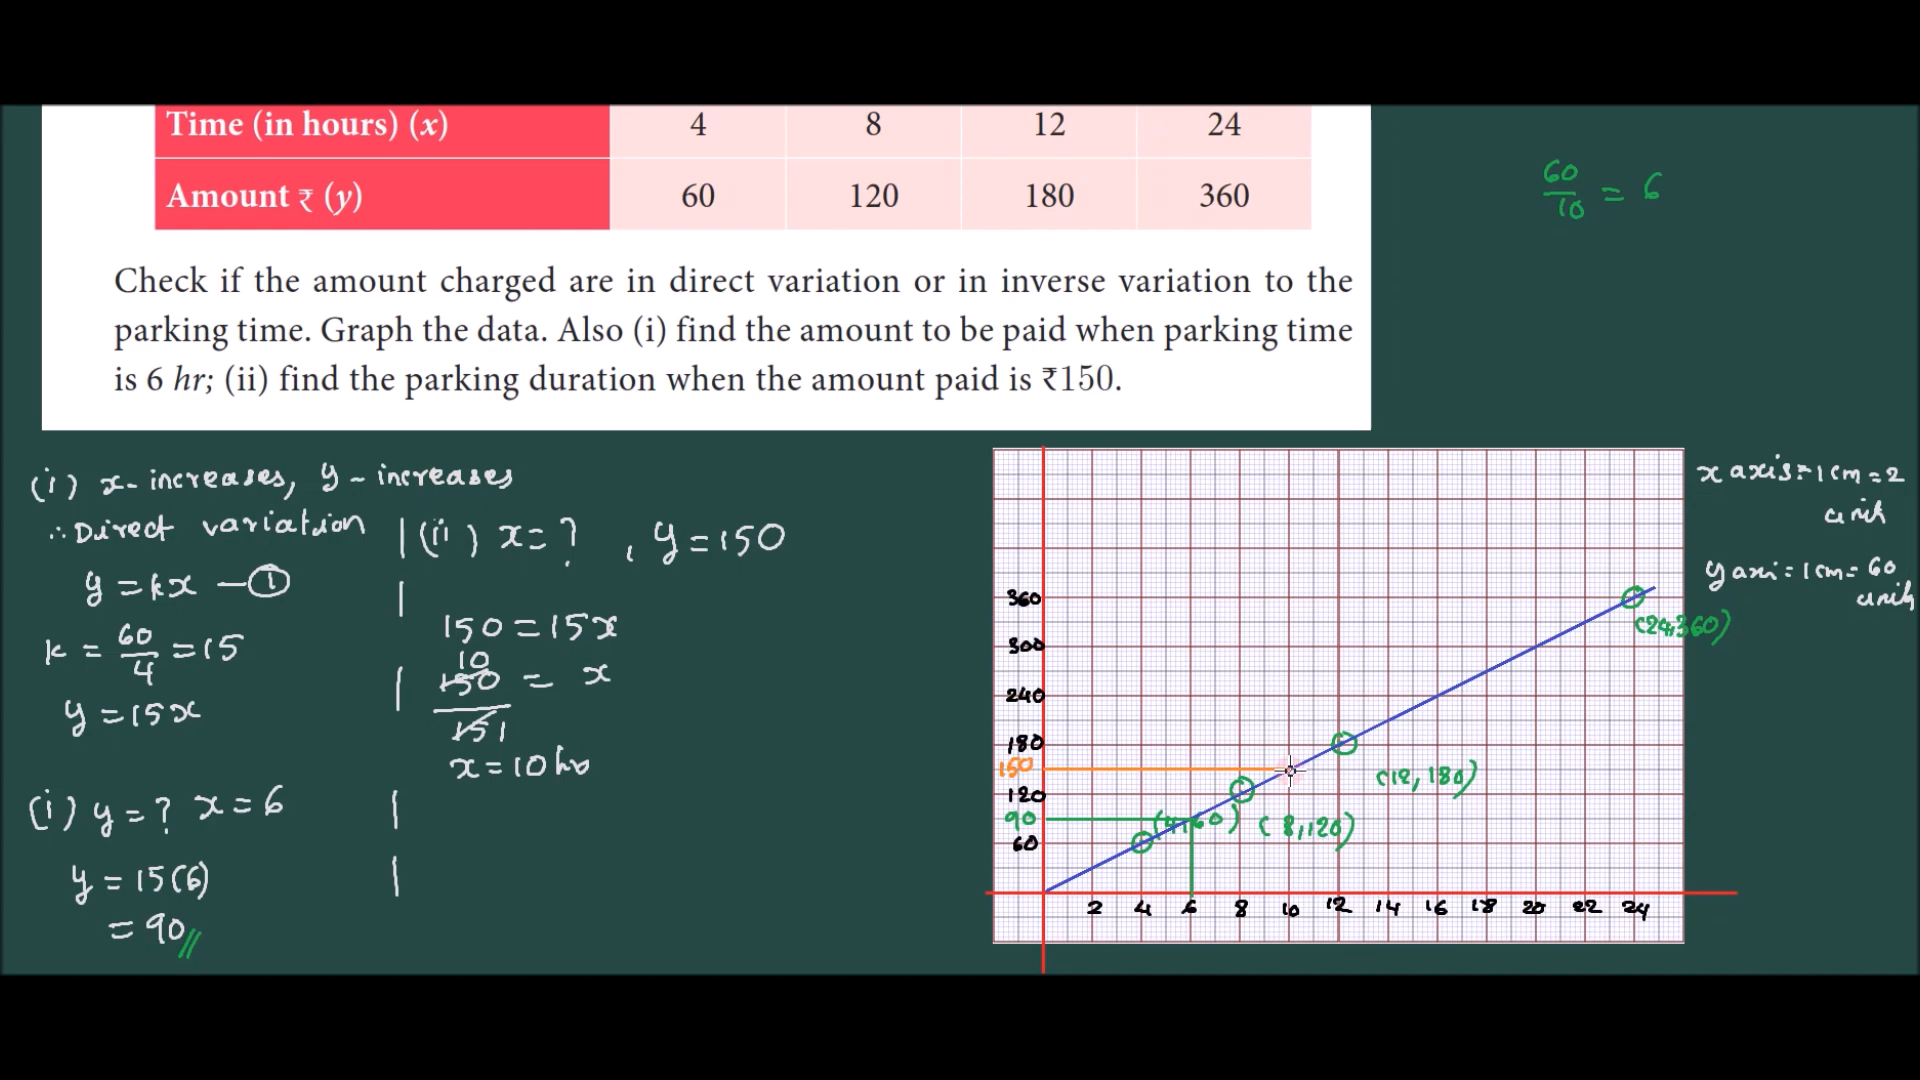 Time (in hours) (x) 4 8 12 24
Amount ₹ (y) 60 120 180 360
60/10 = 6
Check if the amount charged are in direct variation or in inverse variation to the
parking time. Graph the data. Also (i) find the amount to be paid when parking time
is 6 hr; (ii) find the parking duration when the amount paid is ₹150.
(i) x- increases, y - increases
∴ Direct variation
y = kx — ①
k = 60/4 = 15
y = 15x
(i) y = ? x = 6
y = 15(6)
= 90//
(ii) x = ? , y = 150
150 = 15x
10
150/15 1 = x
x = 10 hr
360
300
240
180
150
120
90
60
2 4 6 8 10 12 14 16 18 20 22 24
(4,60)
(8,120)
(12,180)
(24,360)
x axis = 1cm = 2
unit
y axi = 1cm = 60
unit